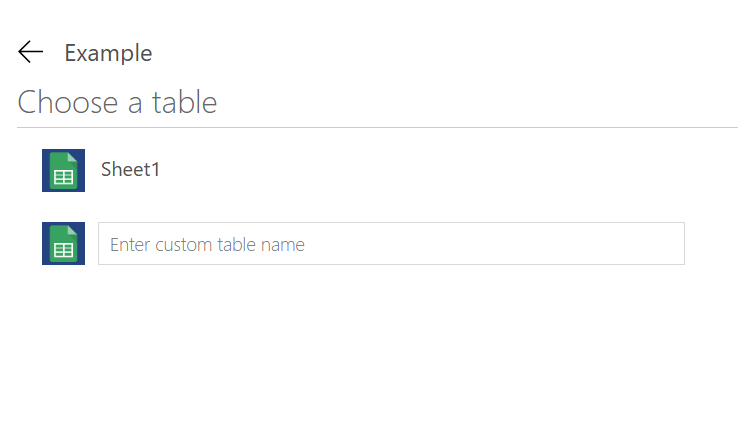 Example
Choose a table
Sheet1
Enter custom table name